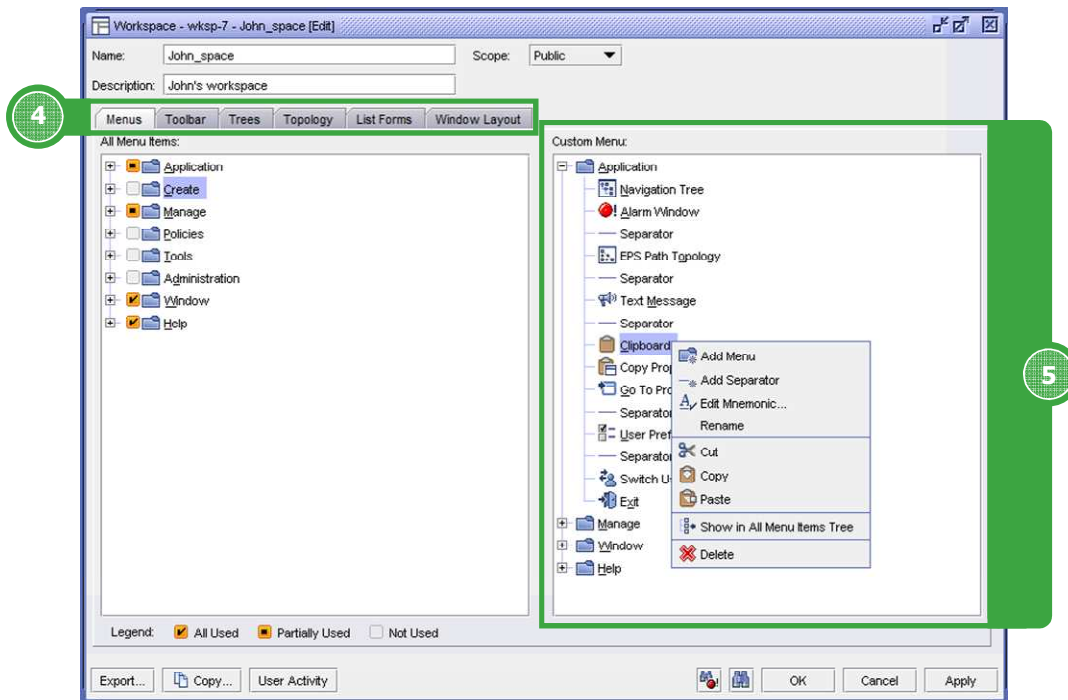 Workspace - wksp-7 - John_space [Edit]
Name: John_space Scope: Public
Description: John's workspace
4
Menus Toolbar Trees Topology List Forms Window Layout
All Menu Items:
Application
Create
Manage
Policies
Tools
Administration
Window
Help
Custom Menu:
Application
Navigation Tree
Alarm Window
Separator
EPS Path Topology
Separator
Text Message
Separator
Clipboard
Copy Prop
Go To Pro
Separator
User Pref
Separator
Switch U
Exit
Manage
Window
Help
Add Menu
Add Separator
Edit Mnemonic...
Rename
Cut
Copy
Paste
Show in All Menu Items Tree
Delete
5
Legend: All Used Partially Used Not Used
Export... Copy... User Activity OK Cancel Apply